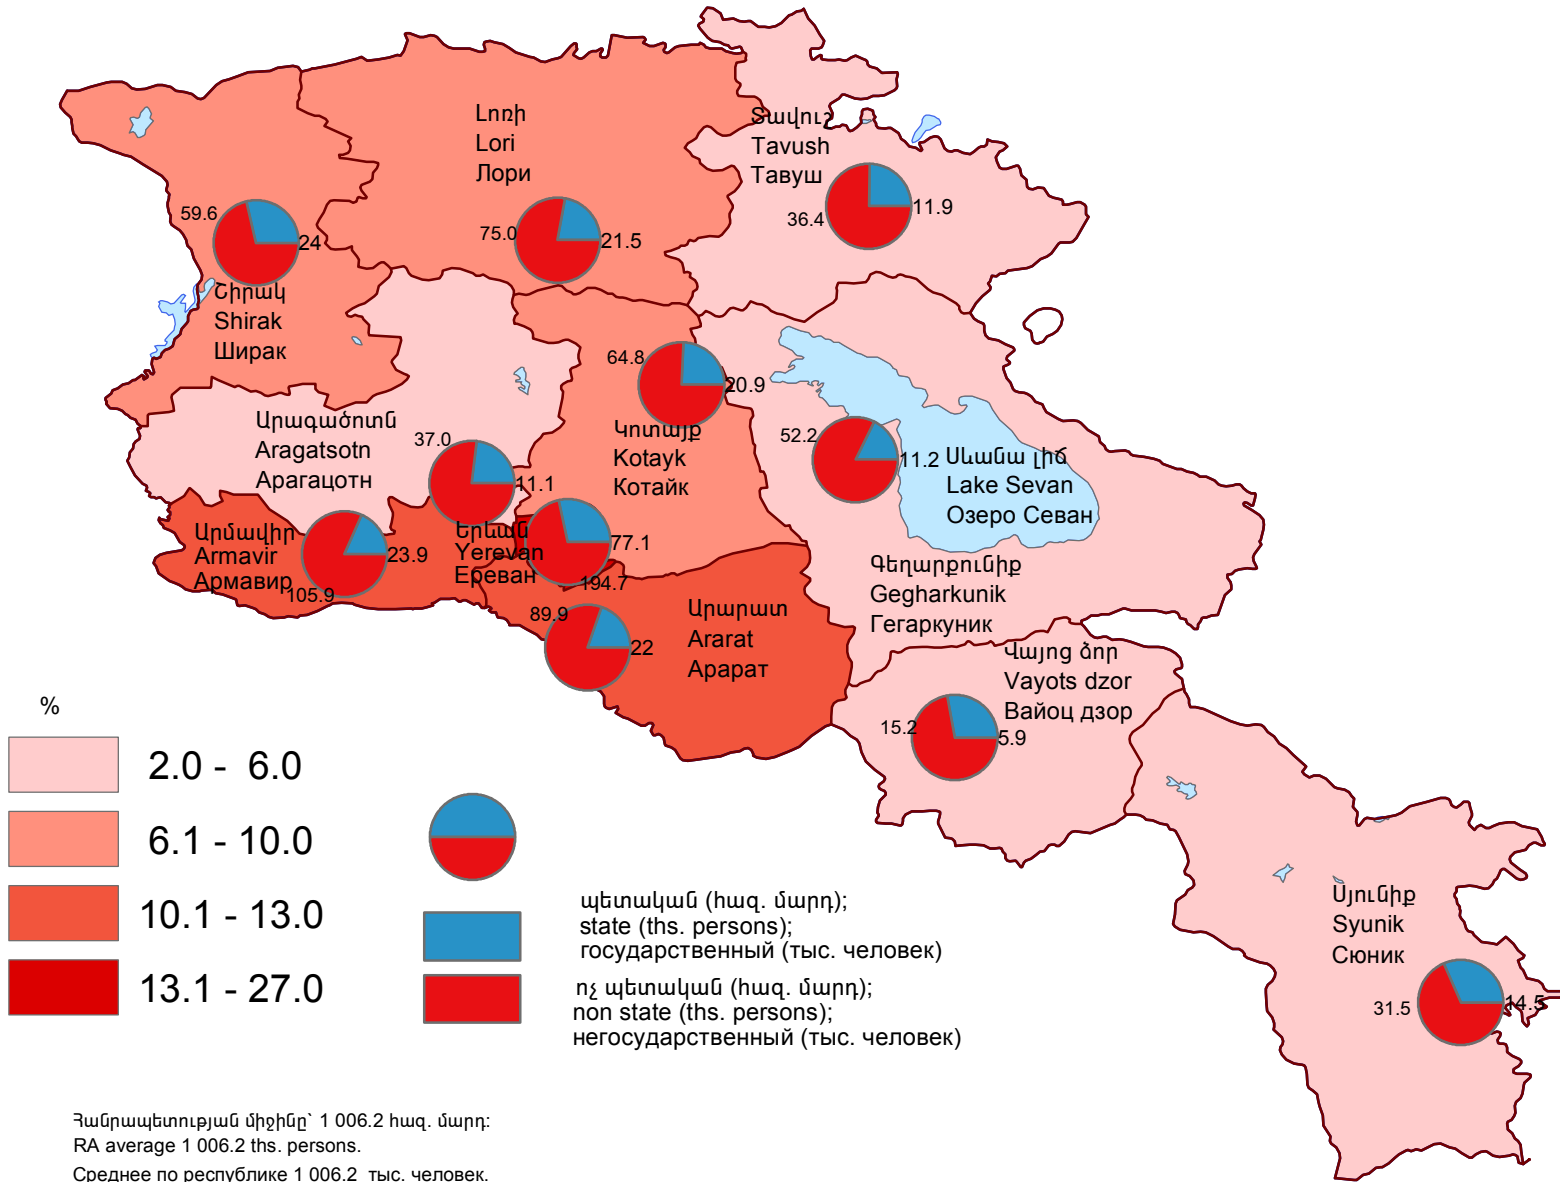 Լոռի
Lori
Лори
Տավուշ
Tavush
Тавуш
59.6
24
75.0
21.5
36.4
11.9
Շիրակ
Shirak
Ширак
64.8
20.9
Արագածոտն
Aragatsotn
Арагацотн
37.0
11.1
Կոտայք
Kotayk
Котайк
52.2
11.2
Սևանա լիճ
Lake Sevan
Озеро Севан
Արմավիր
Armavir
Армавир
23.9
105.9
Երևան
Yerevan
Ереван
77.1
194.7
Գեղարքունիք
Gegharkunik
Гегаркуник
89.9
22
Արարատ
Ararat
Арарат
Վայոց ձոր
Vayots dzor
Вайоц дзор
15.2
5.9
%
2.0 - 6.0
6.1 - 10.0
10.1 - 13.0
13.1 - 27.0
պետական (հազ. մարդ);
state (ths. persons);
государственный (тыс. человек)
ոչ պետական (հազ. մարդ);
non state (ths. persons);
негосударственный (тыс. человек)
Սյունիք
Syunik
Сюник
31.5
14.5
Հանրապետության միջինը` 1 006.2 հազ. մարդ:
RA average 1 006.2 ths. persons.
Среднее по республике 1 006.2 тыс. человек.